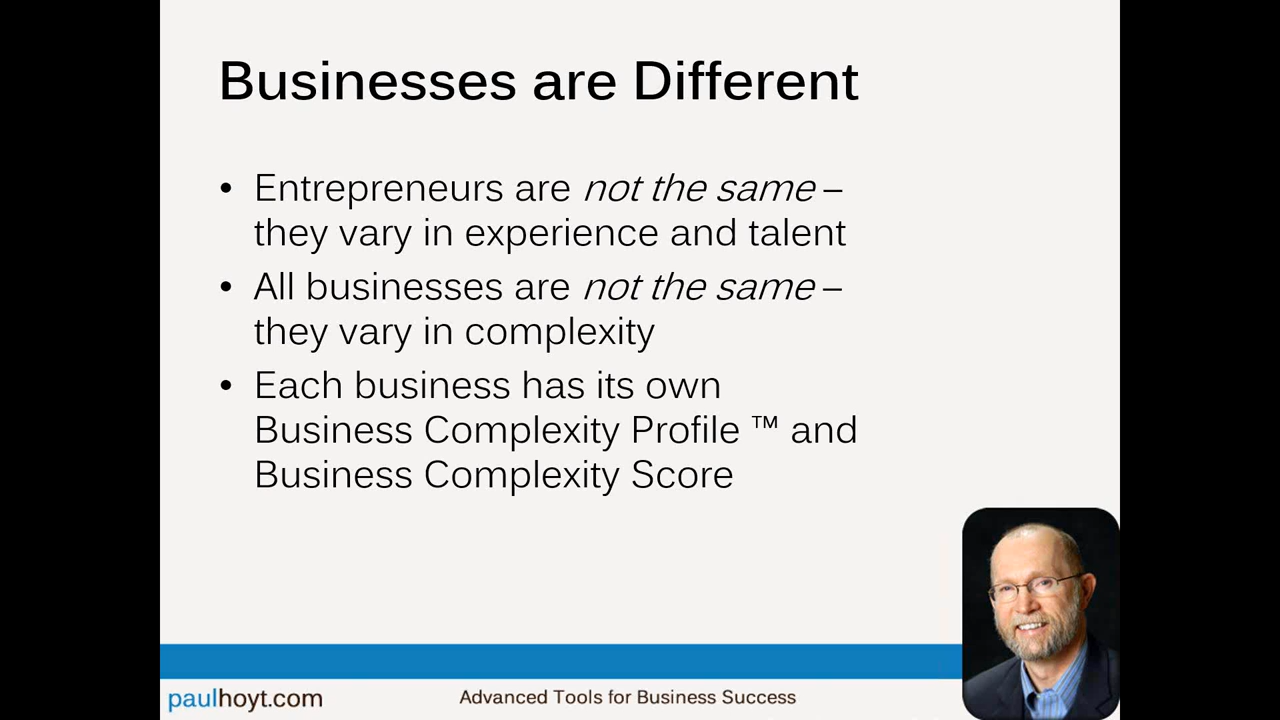 Businesses are Different
• Entrepreneurs are not the same –
they vary in experience and talent
• All businesses are not the same –
they vary in complexity
• Each business has its own
Business Complexity Profile ™ and
Business Complexity Score
paulhoyt.com
Advanced Tools for Business Success